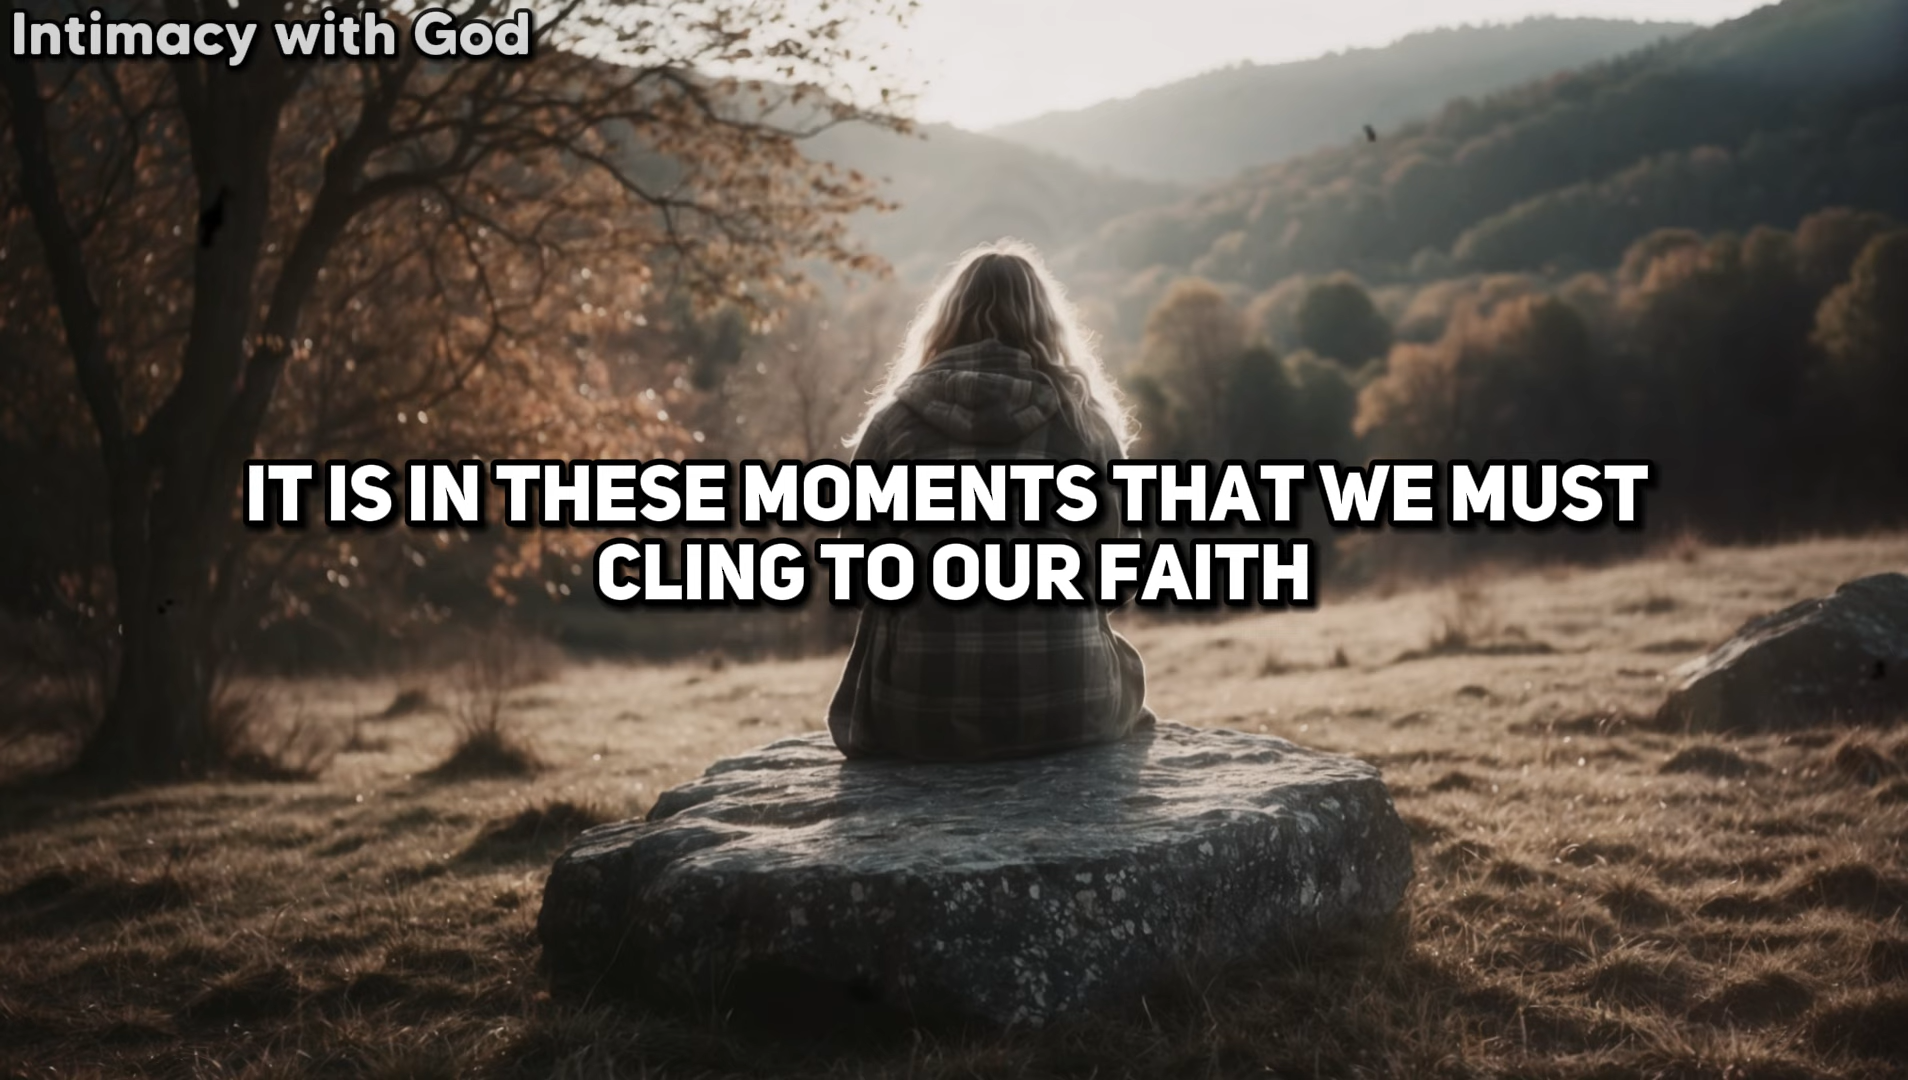 Intimacy with God
IT IS IN THESE MOMENTS THAT WE MUST
CLING TO OUR FAITH